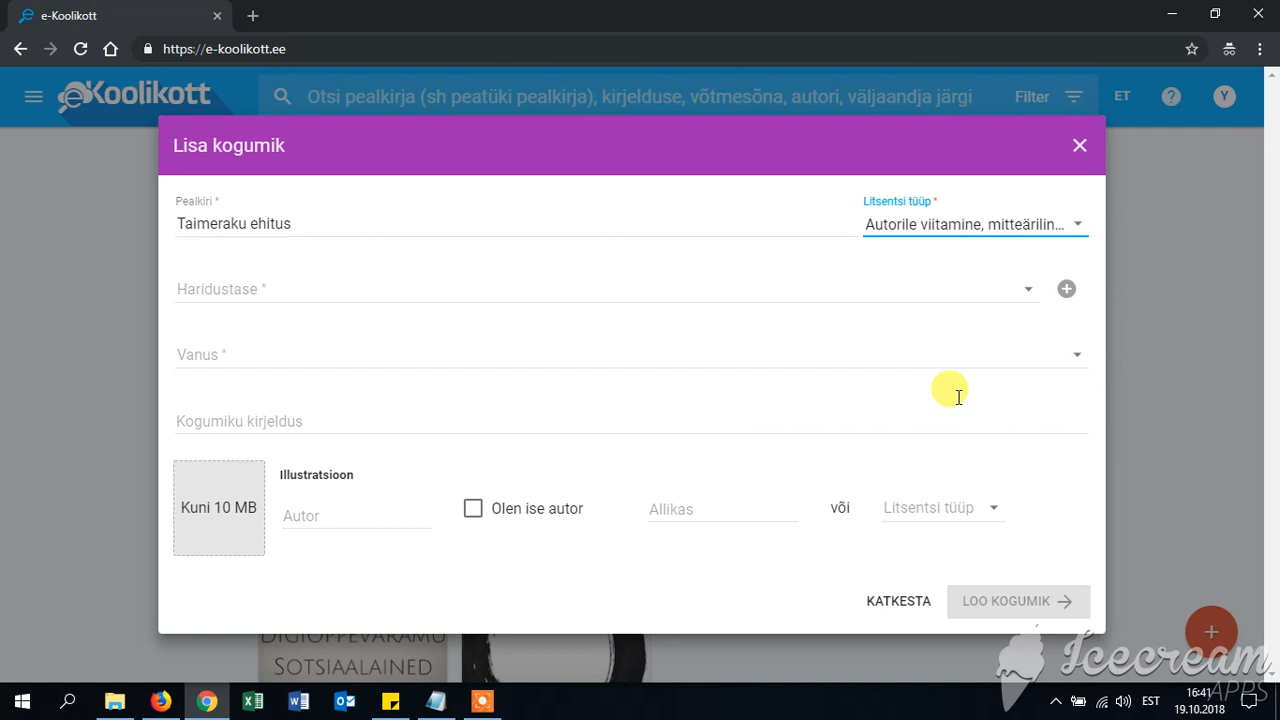 e-Koolikott
https://e-koolikott.ee
eKoolikott
Otsi pealkirja (sh peatüki pealkirja), kirjelduse, võtmesõna, autori, väljaandja järgi
Filter
ET
Y
Lisa kogumik
Pealkiri *
Taimeraku ehitus
Litsentsi tüüp *
Autorile viitamine, mitteärilin...
Haridustase *
Vanus *
Kogumiku kirjeldus
Kuni 10 MB
Illustratsioon
Autor
Olen ise autor
Allikas
või
Litsentsi tüüp
KATKESTA
LOO KOGUMIK
DIGIÕPPEVARAMU
SOTSIAALAINED
Icecream
APPS
EST
16:41
19.10.2018